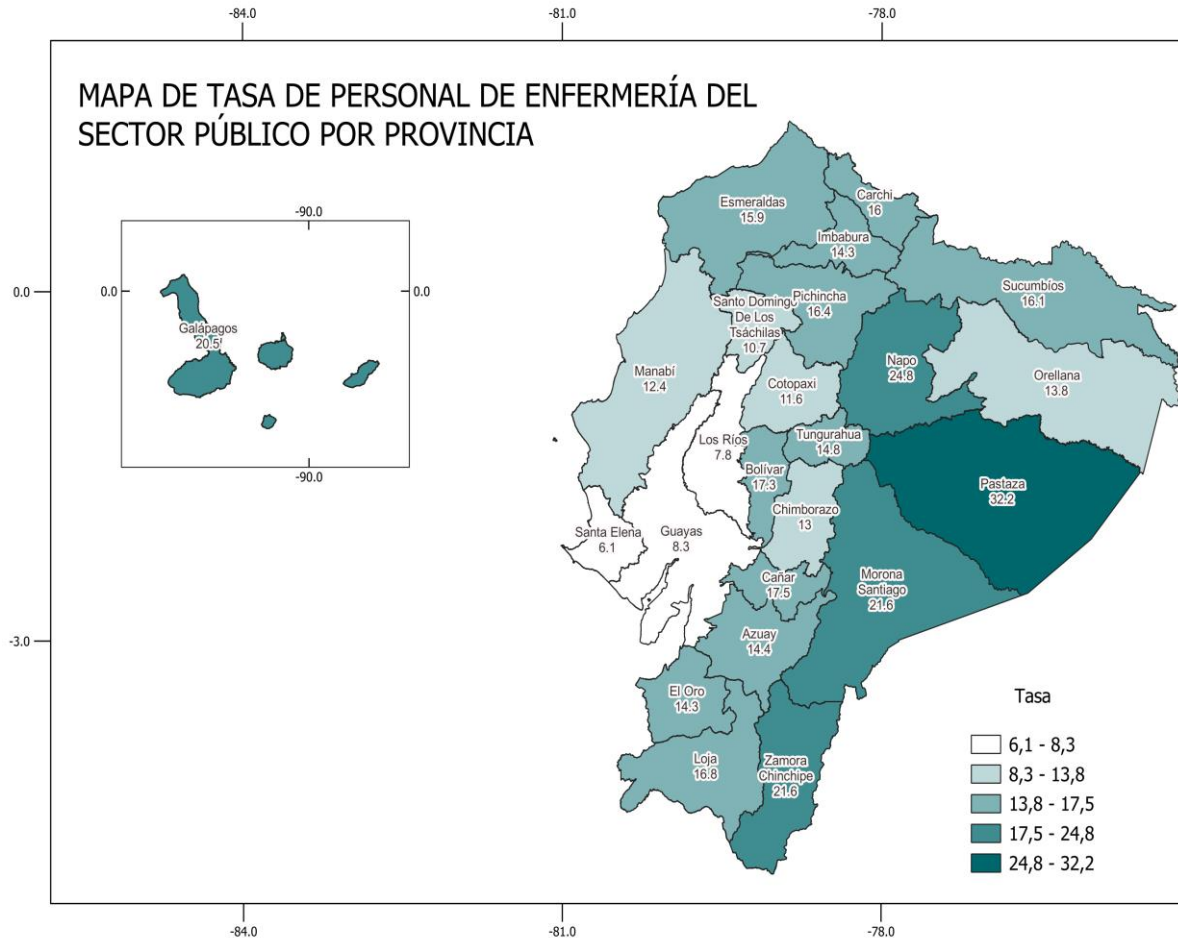 -84.0
-81.0
-78.0
MAPA DE TASA DE PERSONAL DE ENFERMERÍA DEL
SECTOR PÚBLICO POR PROVINCIA
-90.0
0.0
0.0
0.0
Galápagos
20.5
-90.0
Esmeraldas
15.9
Carchi
16
Imbabura
14.3
Sucumbíos
16.1
Pichincha
16.4
Santo Domingo
De Los
Tsáchilas
10.7
Manabí
12.4
Cotopaxi
11.6
Napo
24.8
Orellana
13.8
Los Ríos
7.8
Tungurahua
14.8
Bolívar
17.3
Pastaza
32.2
Chimborazo
13
Santa Elena
6.1
Guayas
8.3
Cañar
17.5
Morona
Santiago
21.6
-3.0
Azuay
14.4
El Oro
14.3
Loja
16.8
Zamora
Chinchipe
21.6
Tasa
6,1 - 8,3
8,3 - 13,8
13,8 - 17,5
17,5 - 24,8
24,8 - 32,2
-84.0
-81.0
-78.0